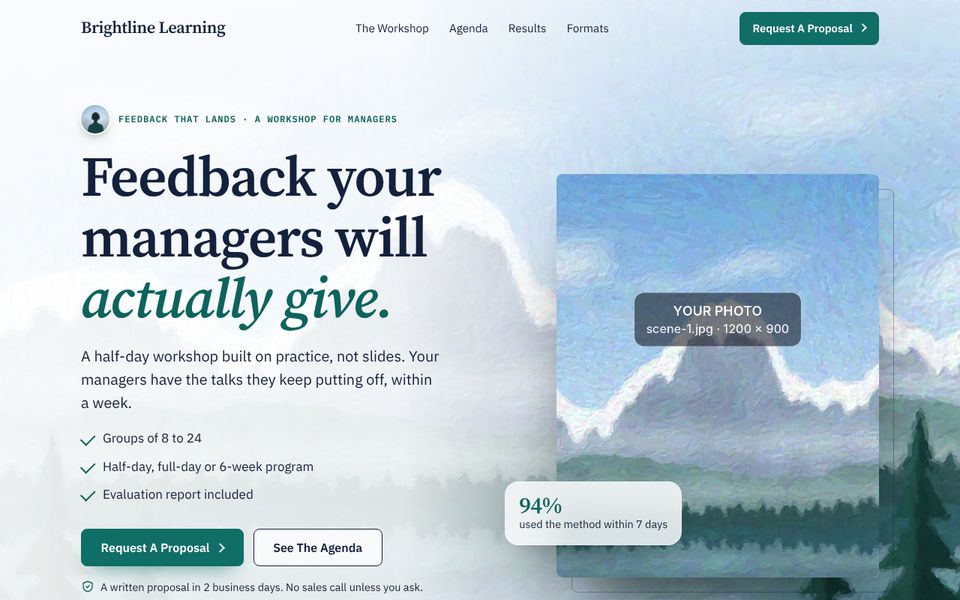 Brightline Learning
The Workshop
Agenda
Results
Formats
Request A Proposal
FEEDBACK THAT LANDS · A WORKSHOP FOR MANAGERS
Feedback your
managers will
actually give.
A half-day workshop built on practice, not slides. Your
managers have the talks they keep putting off, within
a week.
Groups of 8 to 24
Half-day, full-day or 6-week program
Evaluation report included
Request A Proposal
See The Agenda
A written proposal in 2 business days. No sales call unless you ask.
YOUR PHOTO
scene-1.jpg · 1200 × 900
94%
used the method within 7 days